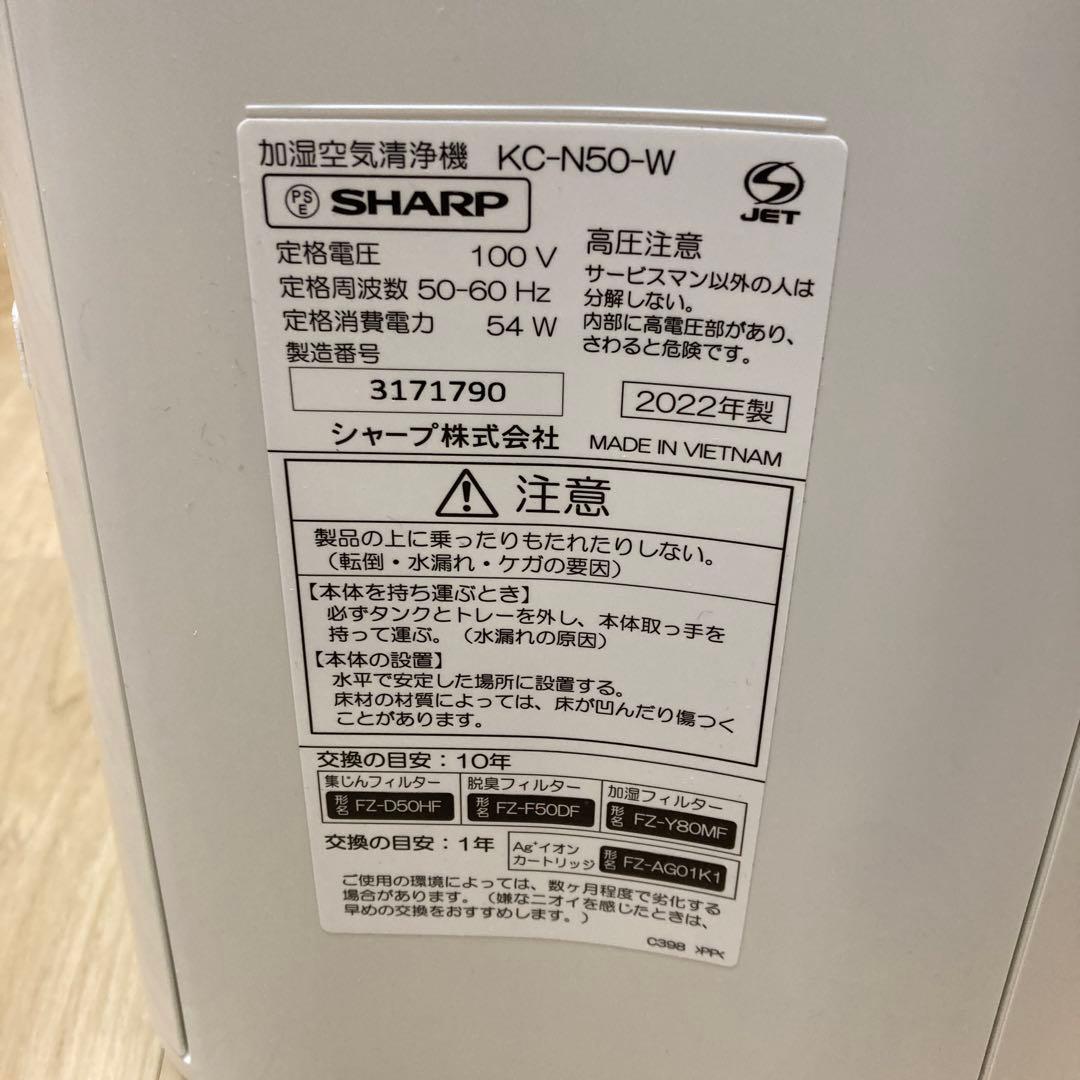 加湿空気清浄機 KC-N50-W
PSE SHARP
JET
定格電圧 100 V
定格周波数 50-60 Hz
定格消費電力 54 W
製造番号
3171790
高圧注意
サービスマン以外の人は
分解しない。
内部に高電圧部があり、
さわると危険です。
2022年製
シャープ株式会社 MADE IN VIETNAM
注意
製品の上に乗ったりもたれたりしない。
（転倒・水漏れ・ケガの要因）
【本体を持ち運ぶとき】
必ずタンクとトレーを外し、本体取っ手を
持って運ぶ。（水漏れの原因）
【本体の設置】
水平で安定した場所に設置する。
床材の材質によっては、床が凹んだり傷つく
ことがあります。
交換の目安：10年
集じんフィルター
形名 FZ-D50HF
脱臭フィルター
形名 FZ-F50DF
加湿フィルター
形名 FZ-Y80MF
交換の目安：1年
Ag⁺イオン
カートリッジ
形名 FZ-AG01K1
ご使用の環境によっては、数ヶ月程度で劣化する
場合があります。（嫌なニオイを感じたときは、
早めの交換をおすすめします。）
C398 >PP<